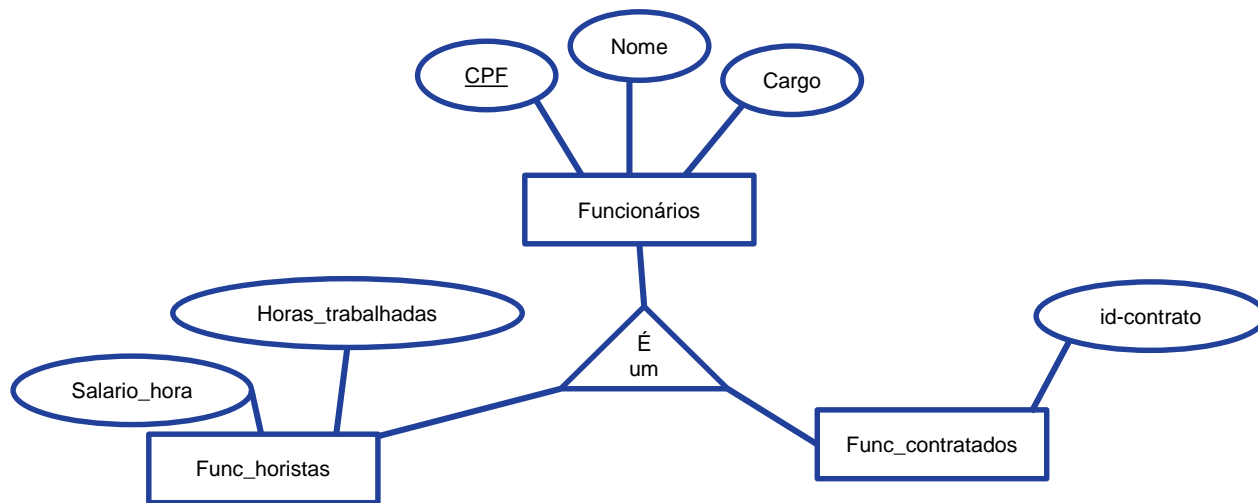 Nome
CPF
Cargo
Funcionários
Horas_trabalhadas
id-contrato
É
um
Salario_hora
Func_contratados
Func_horistas